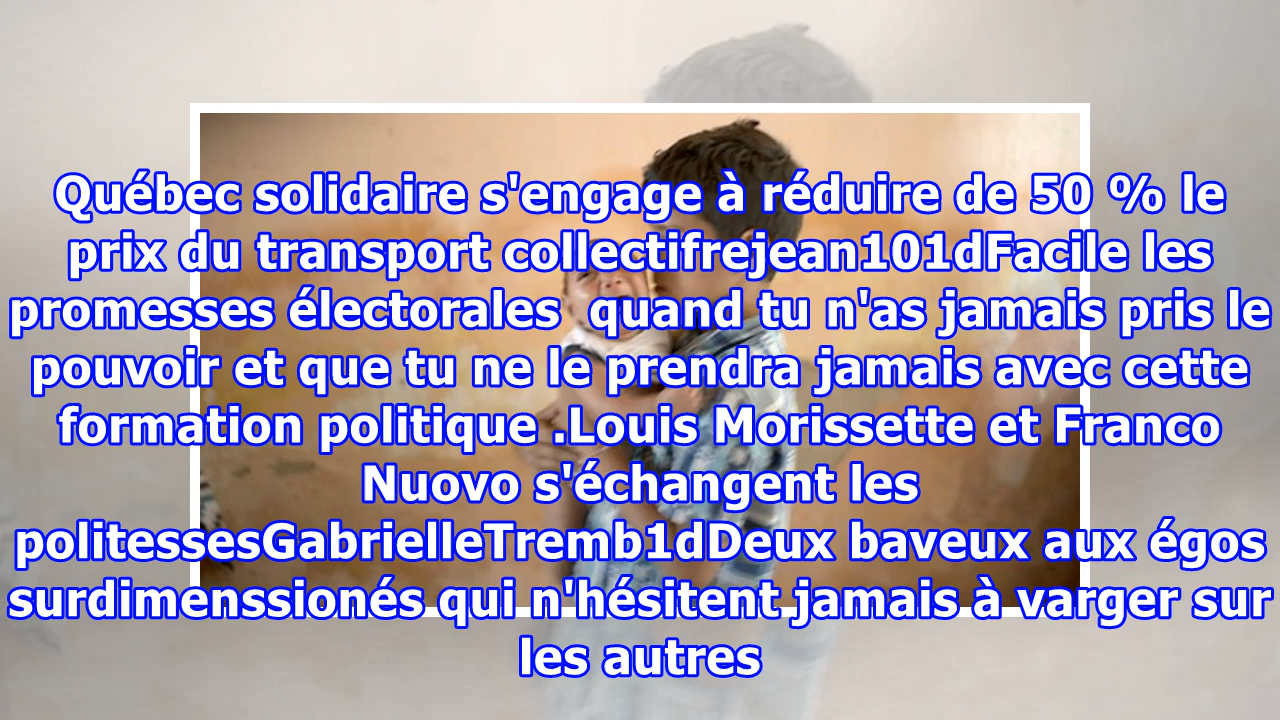 Québec solidaire s'engage à réduire de 50 % le
prix du transport collectifrejean101dFacile les
promesses électorales  quand tu n'as jamais pris le
pouvoir et que tu ne le prendra jamais avec cette
formation politique .Louis Morissette et Franco
Nuovo s'échangent les
politessesGabrielleTremb1dDeux baveux aux égos
surdimenssionés qui n'hésitent jamais à varger sur
les autres